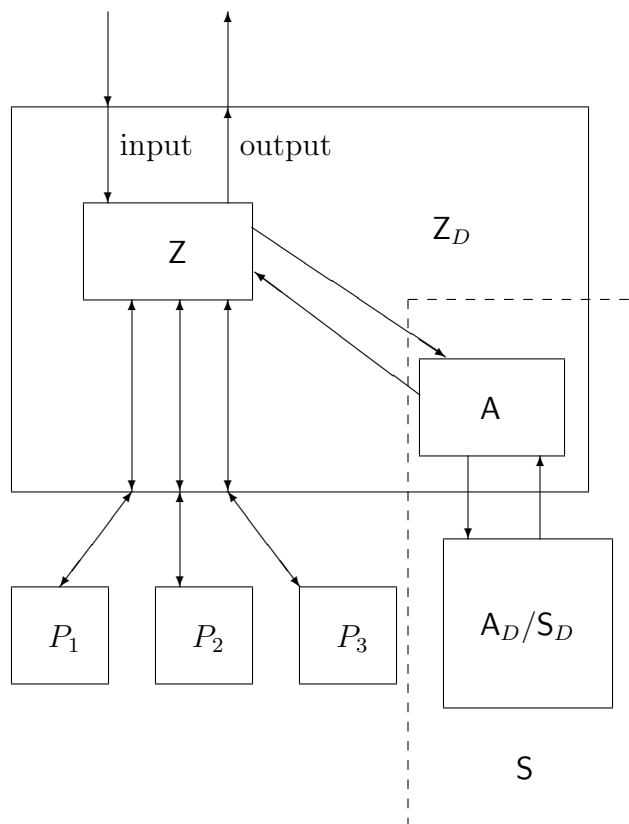 input
output
Z_D
Z
A
A_D/S_D
P_1
P_2
P_3
S